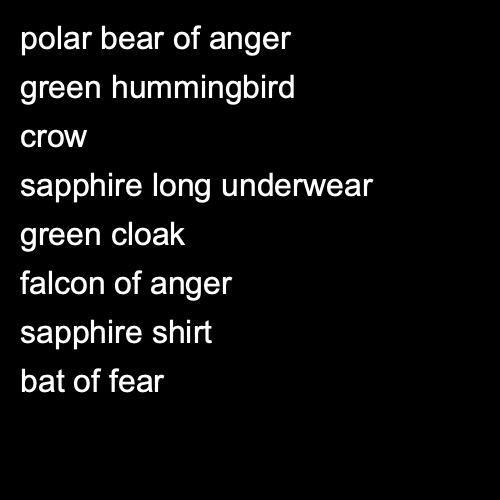 polar bear of anger
green hummingbird
crow
sapphire long underwear
green cloak
falcon of anger
sapphire shirt
bat of fear